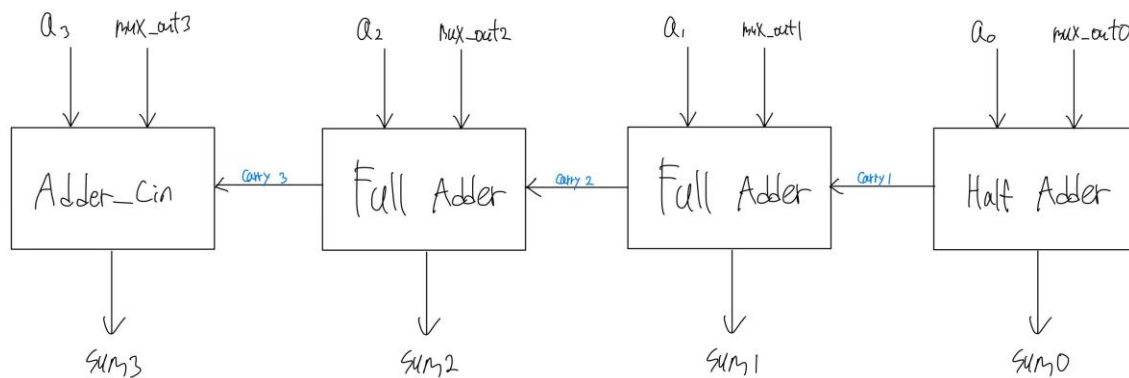 a3 mux_out3 a2 mux_out2 a1 mux_out1 a0 mux_out0
Adder_Cin carry 3 Full Adder carry 2 Full Adder carry 1 Half Adder
sum3 sum2 sum1 sum0